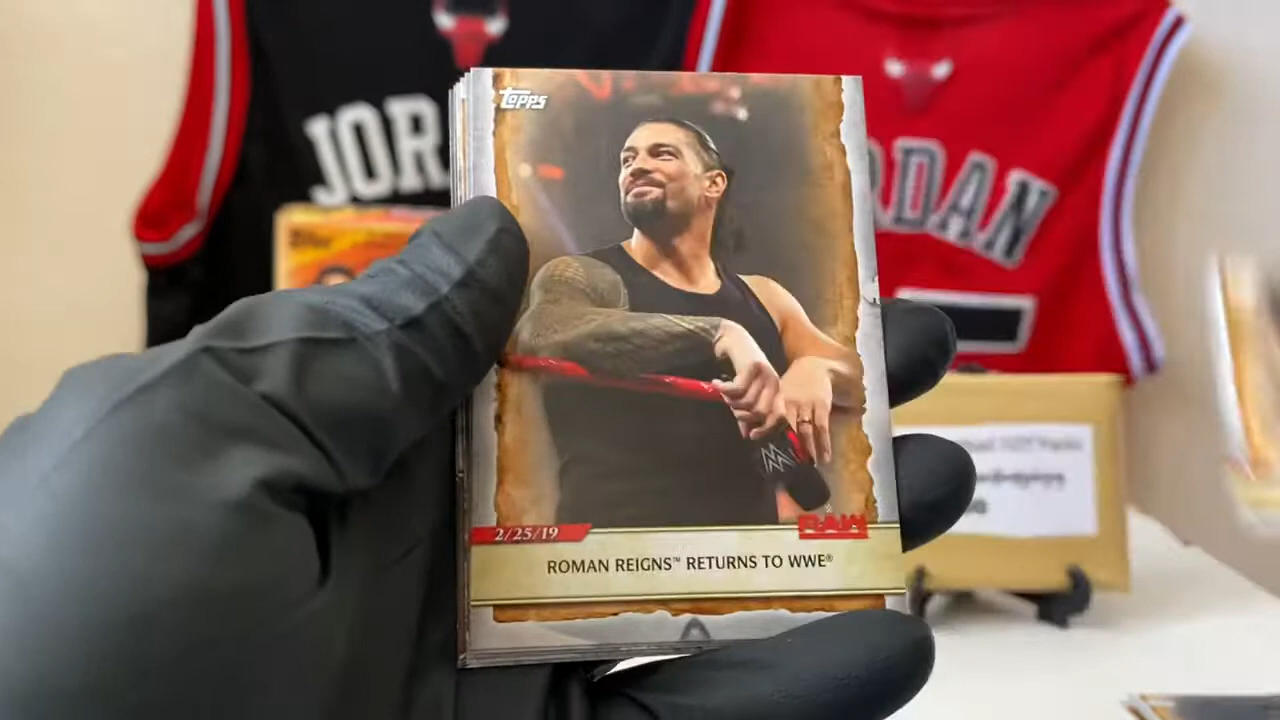 JOR
DAN
Topps
2/25/19
RAW
ROMAN REIGNS™ RETURNS TO WWE®